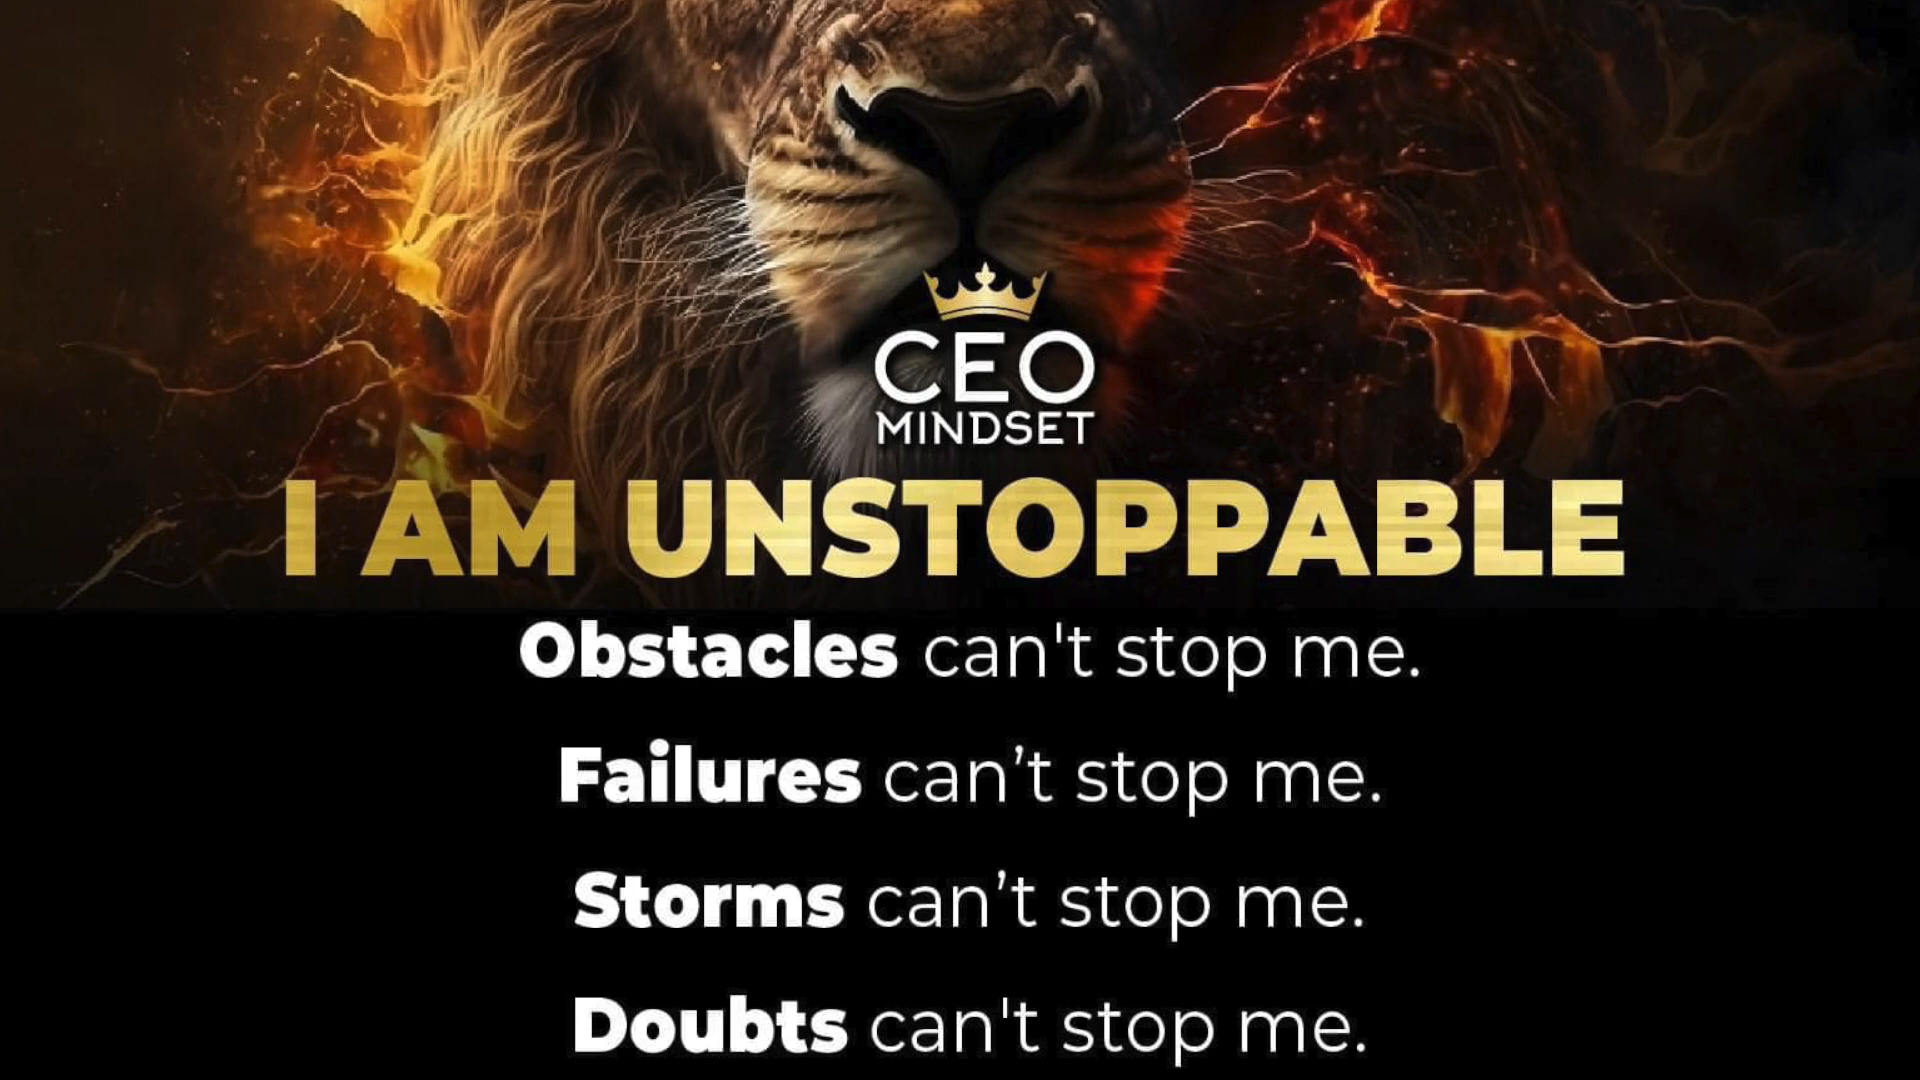 CEO
MINDSET
I AM UNSTOPPABLE
Obstacles can't stop me.
Failures can’t stop me.
Storms can’t stop me.
Doubts can't stop me.